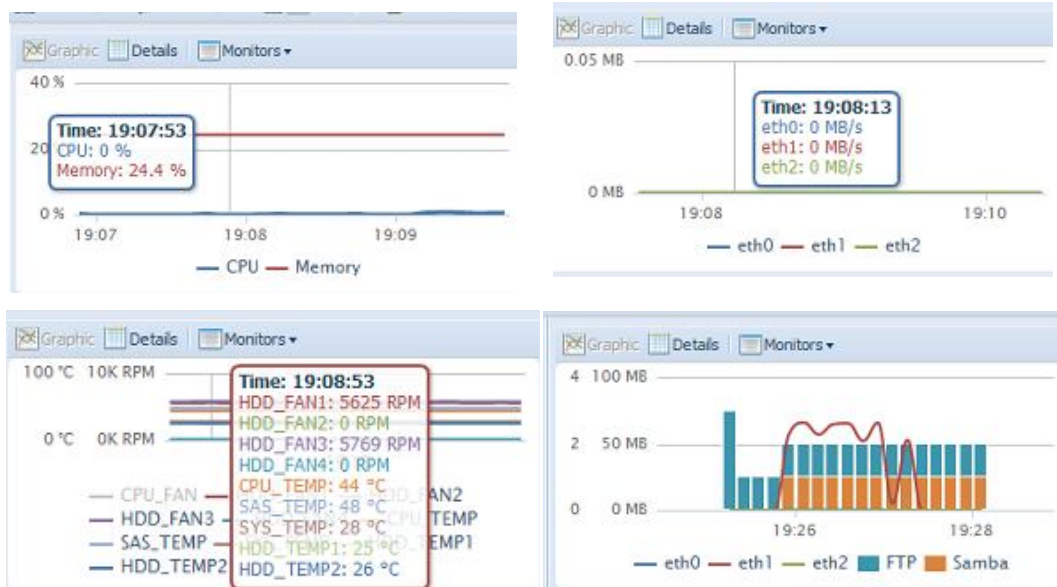 Graphic Details Monitors
40 %
Time: 19:07:53
20
CPU: 0 %
Memory: 24.4 %
0 %
19:07 19:08 19:09
CPU Memory
Graphic Details Monitors
0.05 MB
Time: 19:08:13
eth0: 0 MB/s
eth1: 0 MB/s
eth2: 0 MB/s
0 MB
19:08 19:10
eth0 eth1 eth2
Graphic Details Monitors
100 °C 10K RPM
Time: 19:08:53
HDD_FAN1: 5625 RPM
HDD_FAN2: 0 RPM
HDD_FAN3: 5769 RPM
0 °C 0K RPM
HDD_FAN4: 0 RPM
CPU_TEMP: 44 °C
SAS_TEMP: 48 °C
SYS_TEMP: 28 °C
HDD_TEMP1: 25 °C
HDD_TEMP2: 26 °C
CPU_FAN FAN2
HDD_FAN3 TEMP
SAS_TEMP TEMP1
HDD_TEMP2
Graphic Details Monitors
4 100 MB
2 50 MB
0 0 MB
19:26 19:28
eth0 eth1 eth2 FTP Samba